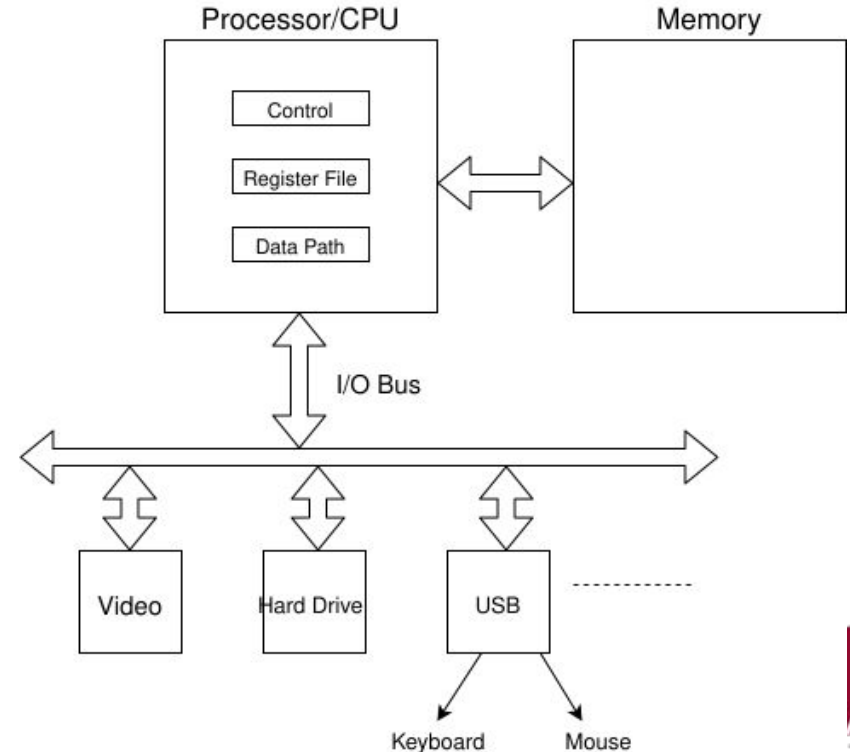 Processor/CPU
Memory
Control
Register File
Data Path
I/O Bus
Video
Hard Drive
USB
Keyboard
Mouse